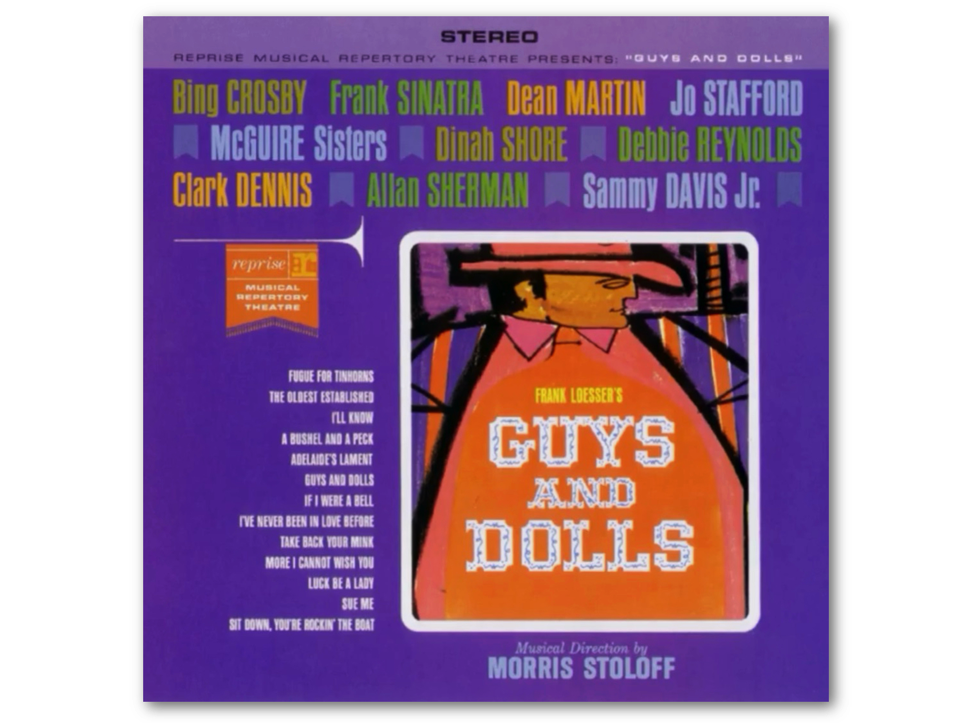 STEREO
REPRISE MUSICAL REPERTORY THEATRE PRESENTS: "GUYS AND DOLLS"
Bing CROSBY Frank SINATRA Dean MARTIN Jo STAFFORD
McGUIRE Sisters Dinah SHORE Debbie REYNOLDS
Clark DENNIS Allan SHERMAN Sammy DAVIS Jr.
reprise
MUSICAL
REPERTORY
THEATRE
FUGUE FOR TINHORNS
THE OLDEST ESTABLISHED
I'LL KNOW
A BUSHEL AND A PECK
ADELAIDE'S LAMENT
GUYS AND DOLLS
IF I WERE A BELL
I'VE NEVER BEEN IN LOVE BEFORE
TAKE BACK YOUR MINK
MORE I CANNOT WISH YOU
LUCK BE A LADY
SUE ME
SIT DOWN, YOU'RE ROCKIN' THE BOAT
FRANK LOESSER'S
GUYS
AND
DOLLS
Musical Direction by
MORRIS STOLOFF